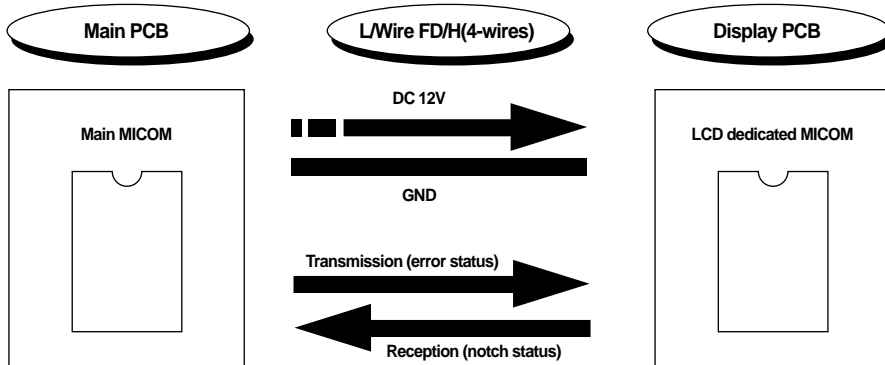 Main PCB
L/Wire FD/H(4-wires)
Display PCB
DC 12V
Main MICOM
LCD dedicated MICOM
GND
Transmission (error status)
Reception (notch status)